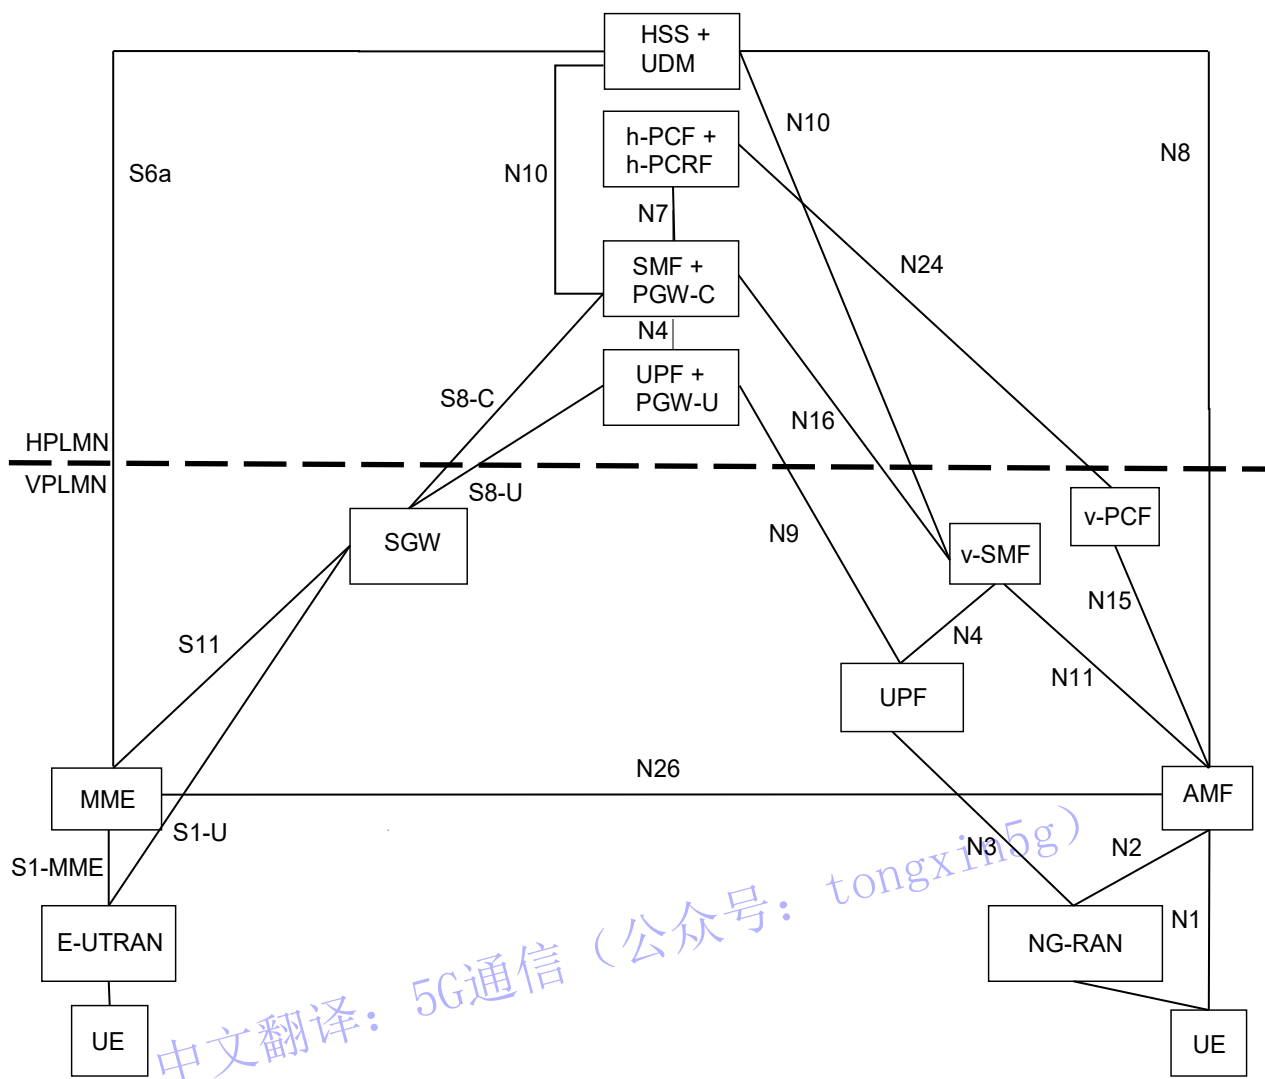 HSS +
UDM
N10
h-PCF +
h-PCRF
N8
S6a
N10
N7
N24
SMF +
PGW-C
N4
UPF +
PGW-U
S8-C
N16
HPLMN
VPLMN
S8-U
v-PCF
SGW
N9
v-SMF
N15
S11
N4
N11
UPF
N26
MME
AMF
S1-U
N3
N2
S1-MME
N1
E-UTRAN
NG-RAN
UE
UE
中文翻译：5G通信（公众号：tongxin5g）